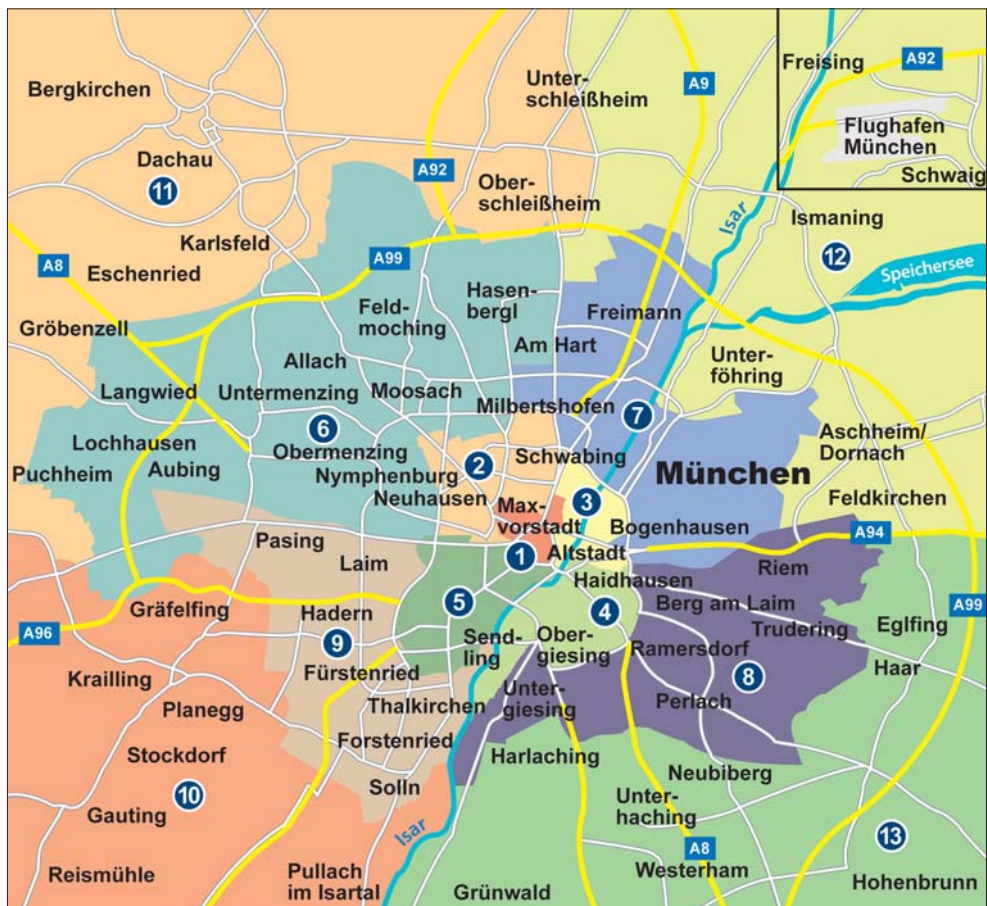 Freising
A92
Unter-
schleißheim
A9
Bergkirchen
Flughafen
München
Dachau
A92
Ober-
schleißheim
Schwaig
11
Isar
Ismaning
Karlsfeld
A99
12
A8
Eschenried
Speichersee
Hasen-
bergl
Feld-
moching
Freimann
Gröbenzell
Am Hart
Allach
Unter-
föhring
Langwied
Untermenzing
Moosach
Milbertshofen
7
6
Lochhausen
Aschheim/
Dornach
Obermenzing
Schwabing
Puchheim
Aubing
Nymphenburg
2
München
Neuhausen
3
Feldkirchen
Max-
vorstadt
Bogenhausen
A94
Pasing
1
Altstadt
Laim
Riem
Haidhausen
Gräfelfing
5
4
Berg am Laim
A99
Hadern
Trudering
Eglfing
A96
9
Send-
ling
Ober-
giesing
Ramersdorf
Haar
Krailling
Fürstenried
8
Planegg
Thalkirchen
Unter-
giesing
Perlach
Stockdorf
Forstenried
Harlaching
Neubiberg
10
Solln
Gauting
Isar
Unter-
haching
13
A8
Reismühle
Pullach
im Isartal
Westerham
Grünwald
Hohenbrunn